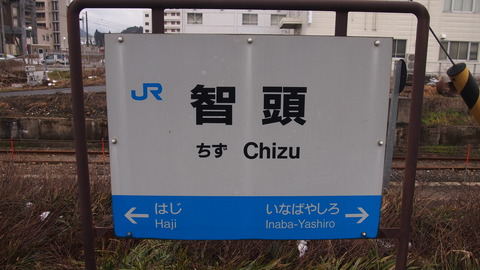 JR
智頭
ちず Chizu
← はじ
Haji
いなばやしろ →
Inaba-Yashiro